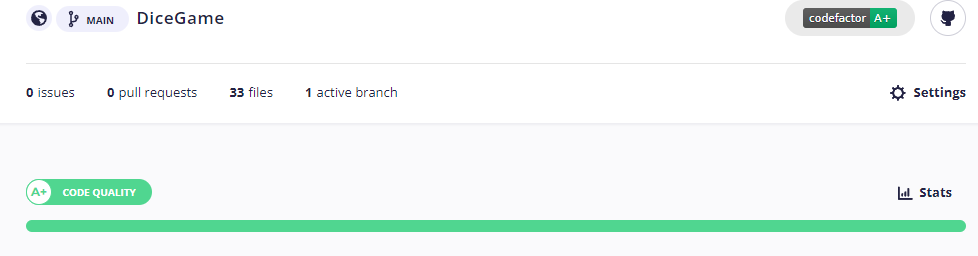 MAIN DiceGame codefactor A+
0 issues 0 pull requests 33 files 1 active branch Settings
A+ CODE QUALITY Stats